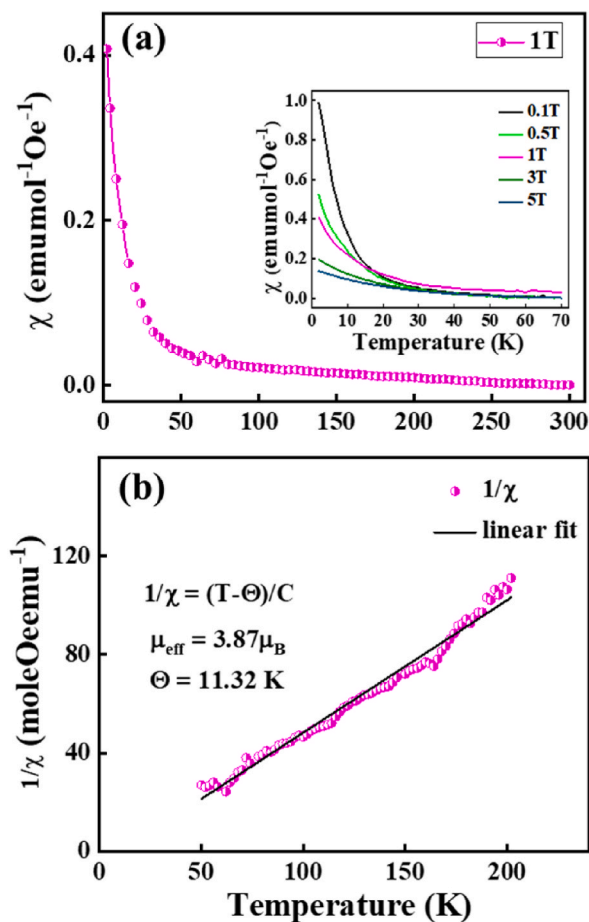 (a)
1T
χ (emumol⁻¹Oe⁻¹)
0.4
0.2
0.0
0 50 100 150 200 250 300
χ (emumol⁻¹Oe⁻¹)
1.0
0.8
0.6
0.4
0.2
0.0
0.1T
0.5T
1T
3T
5T
0 10 20 30 40 50 60 70
Temperature (K)
(b)
1/χ
linear fit
1/χ = (T-Θ)/C
μeff = 3.87μB
Θ = 11.32 K
1/χ (moleOeemu⁻¹)
120
80
40
0
0 50 100 150 200
Temperature (K)